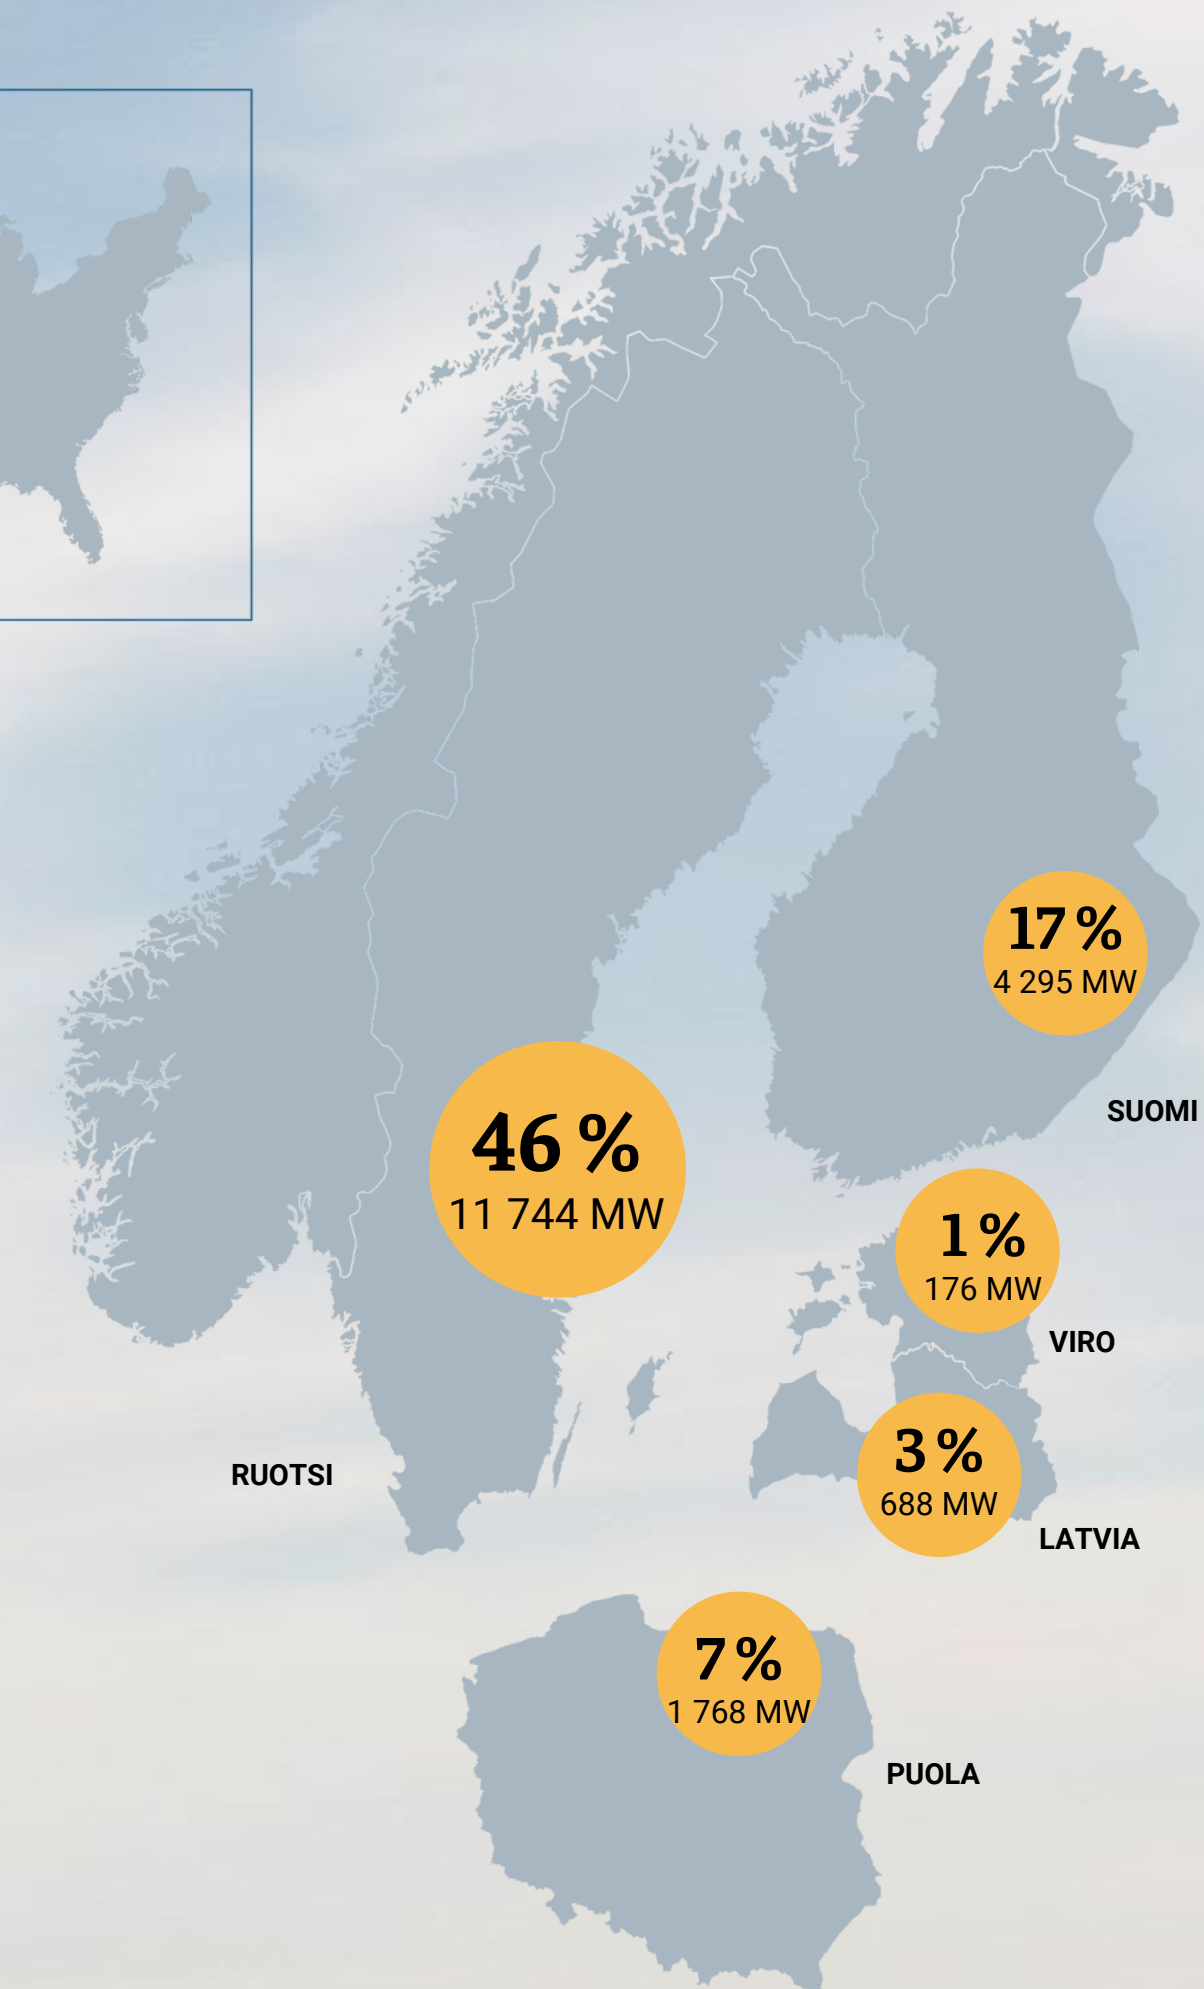 17 %
4 295 MW
SUOMI
46 %
11 744 MW
RUOTSI
1 %
176 MW
VIRO
3 %
688 MW
LATVIA
7 %
1 768 MW
PUOLA